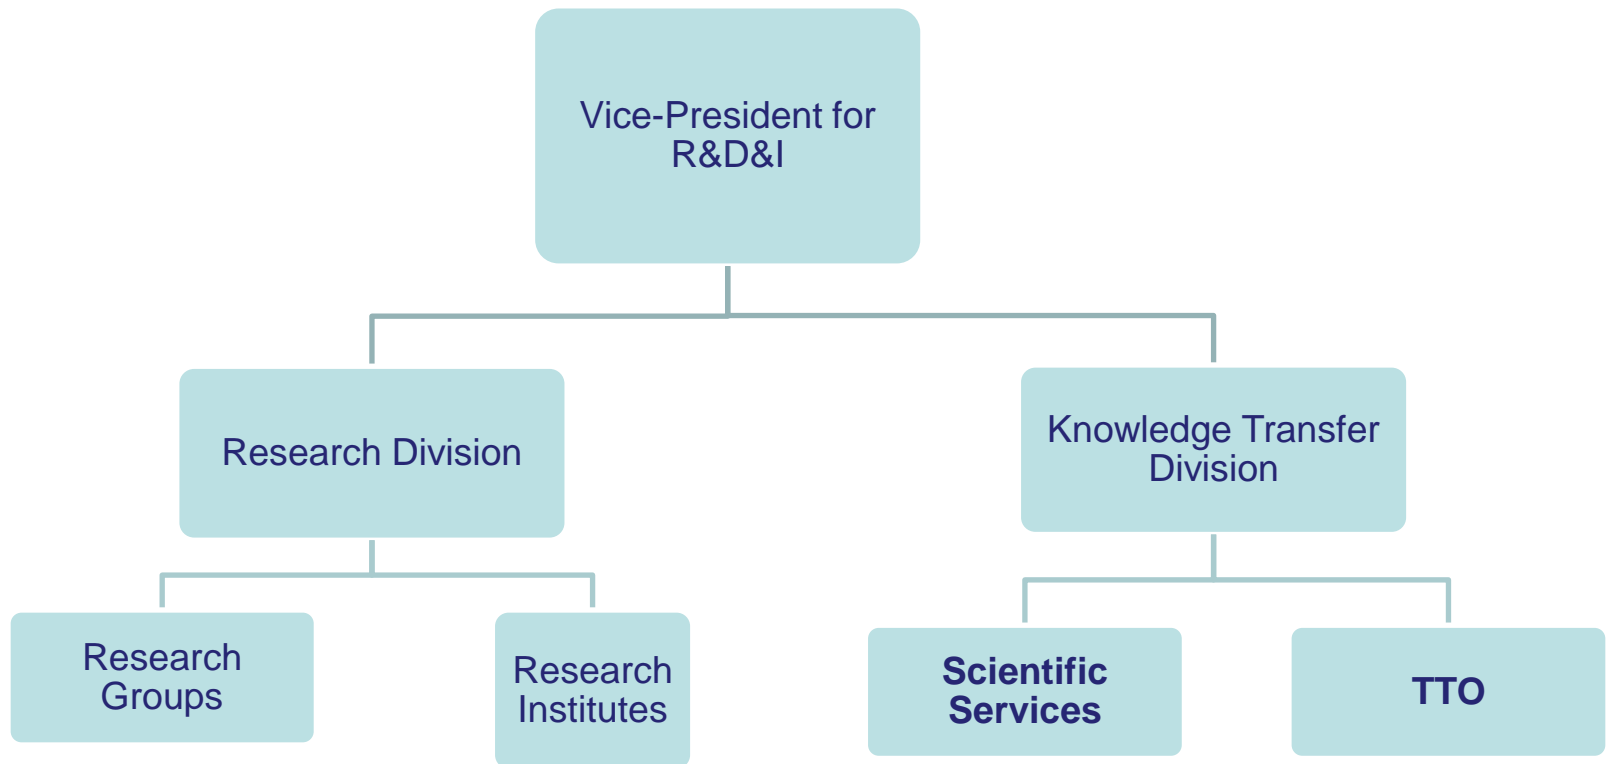 Vice-President for
R&D&I
Research Division
Knowledge Transfer
Division
Research
Groups
Research
Institutes
Scientific
Services
TTO